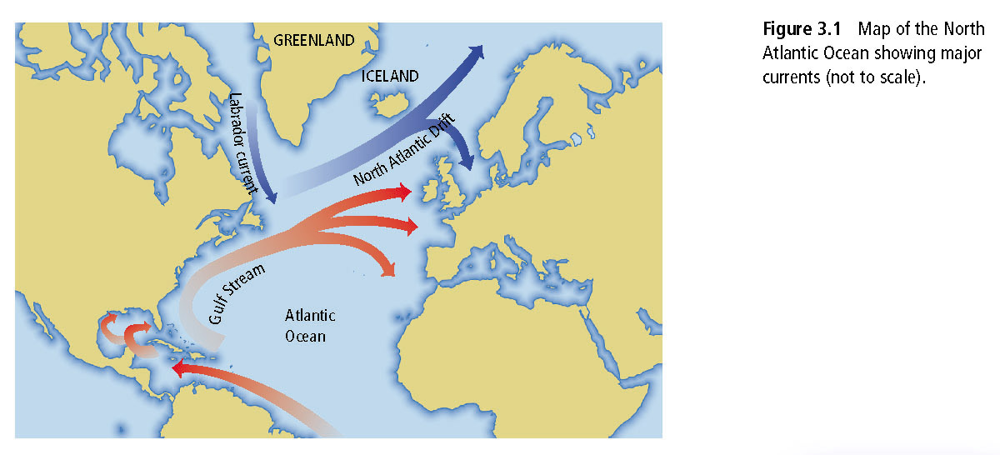 GREENLAND
ICELAND
Labrador current
North Atlantic Drift
Gulf Stream
Atlantic
Ocean
Figure 3.1 Map of the North
Atlantic Ocean showing major
currents (not to scale).